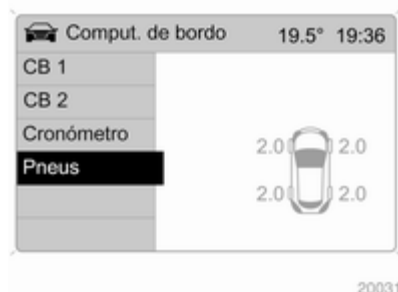 Comput. de bordo 19.5° 19:36
CB 1
CB 2
Cronómetro
Pneus
2.0 2.0
2.0 2.0
20031